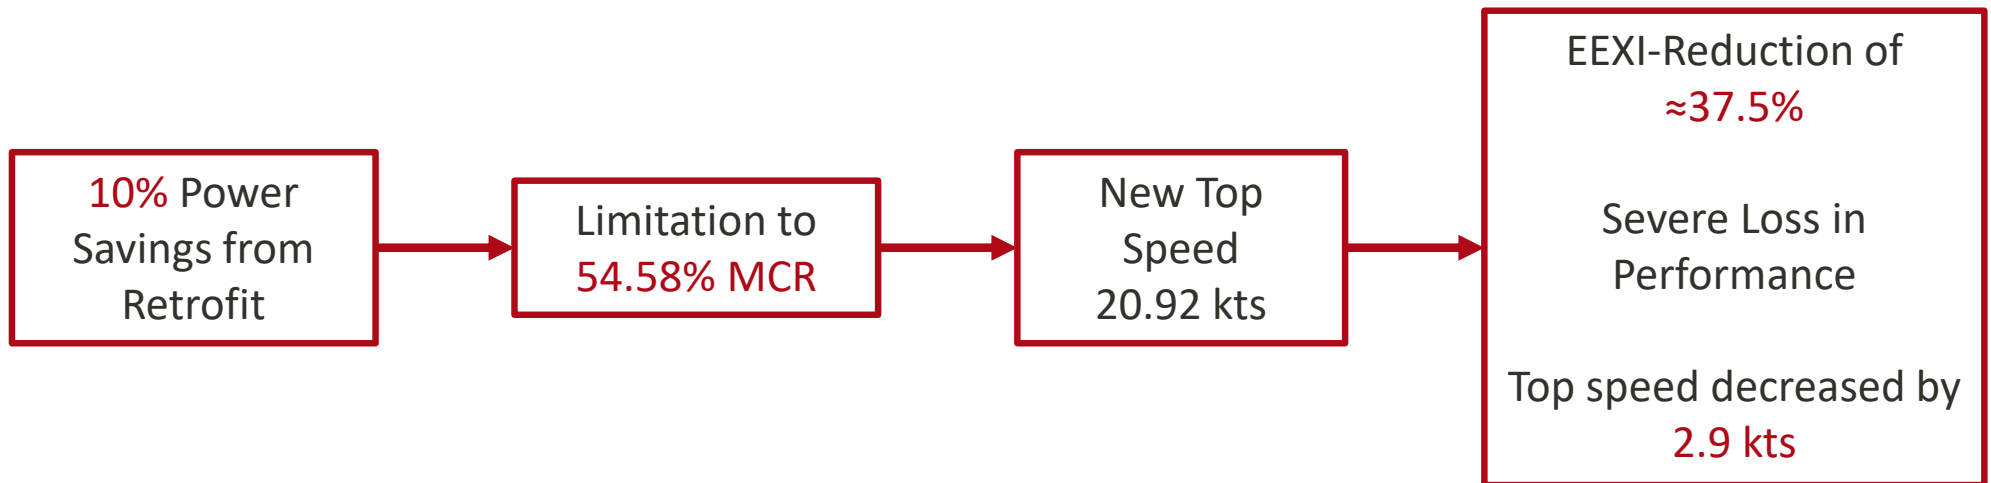 10% Power
Savings from
Retrofit
Limitation to
54.58% MCR
New Top
Speed
20.92 kts
EEXI-Reduction of
≈37.5%
Severe Loss in
Performance
Top speed decreased by
2.9 kts